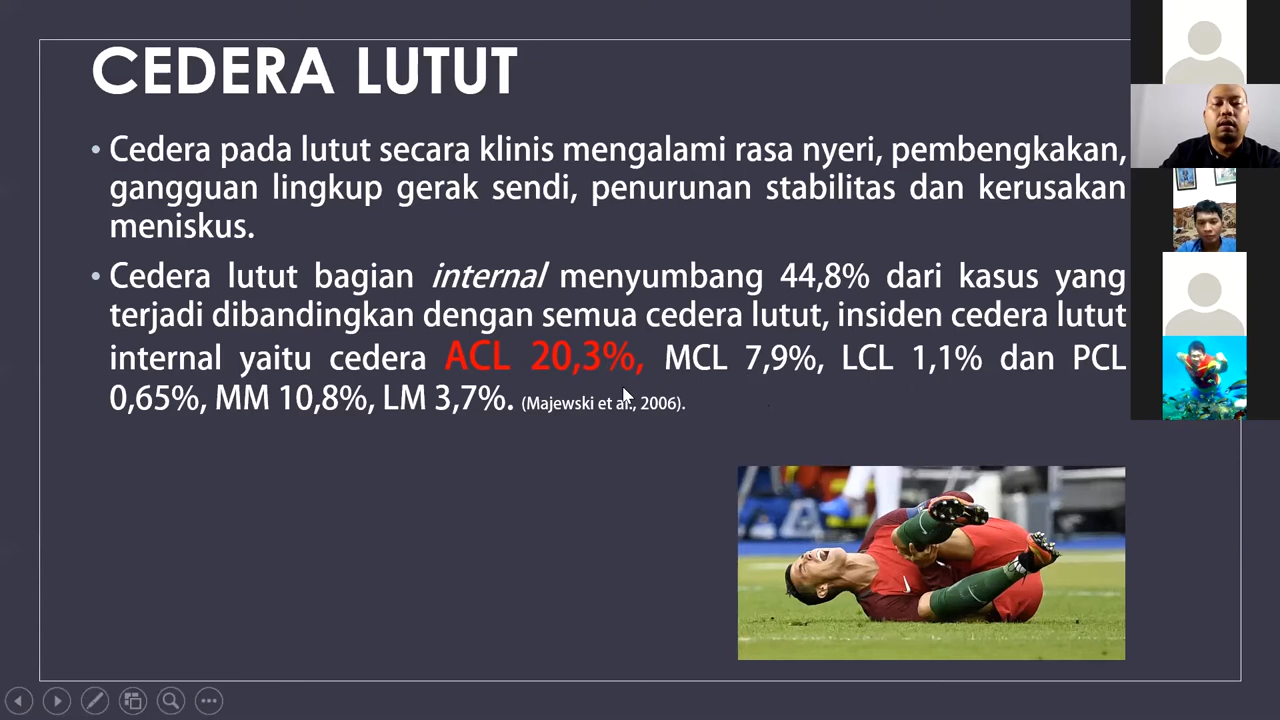 CEDERA LUTUT
• Cedera pada lutut secara klinis mengalami rasa nyeri, pembengkakan,
gangguan lingkup gerak sendi, penurunan stabilitas dan kerusakan
meniskus.
• Cedera lutut bagian internal menyumbang 44,8% dari kasus yang
terjadi dibandingkan dengan semua cedera lutut, insiden cedera lutut
internal yaitu cedera ACL 20,3%, MCL 7,9%, LCL 1,1% dan PCL
0,65%, MM 10,8%, LM 3,7%. (Majewski et al., 2006).